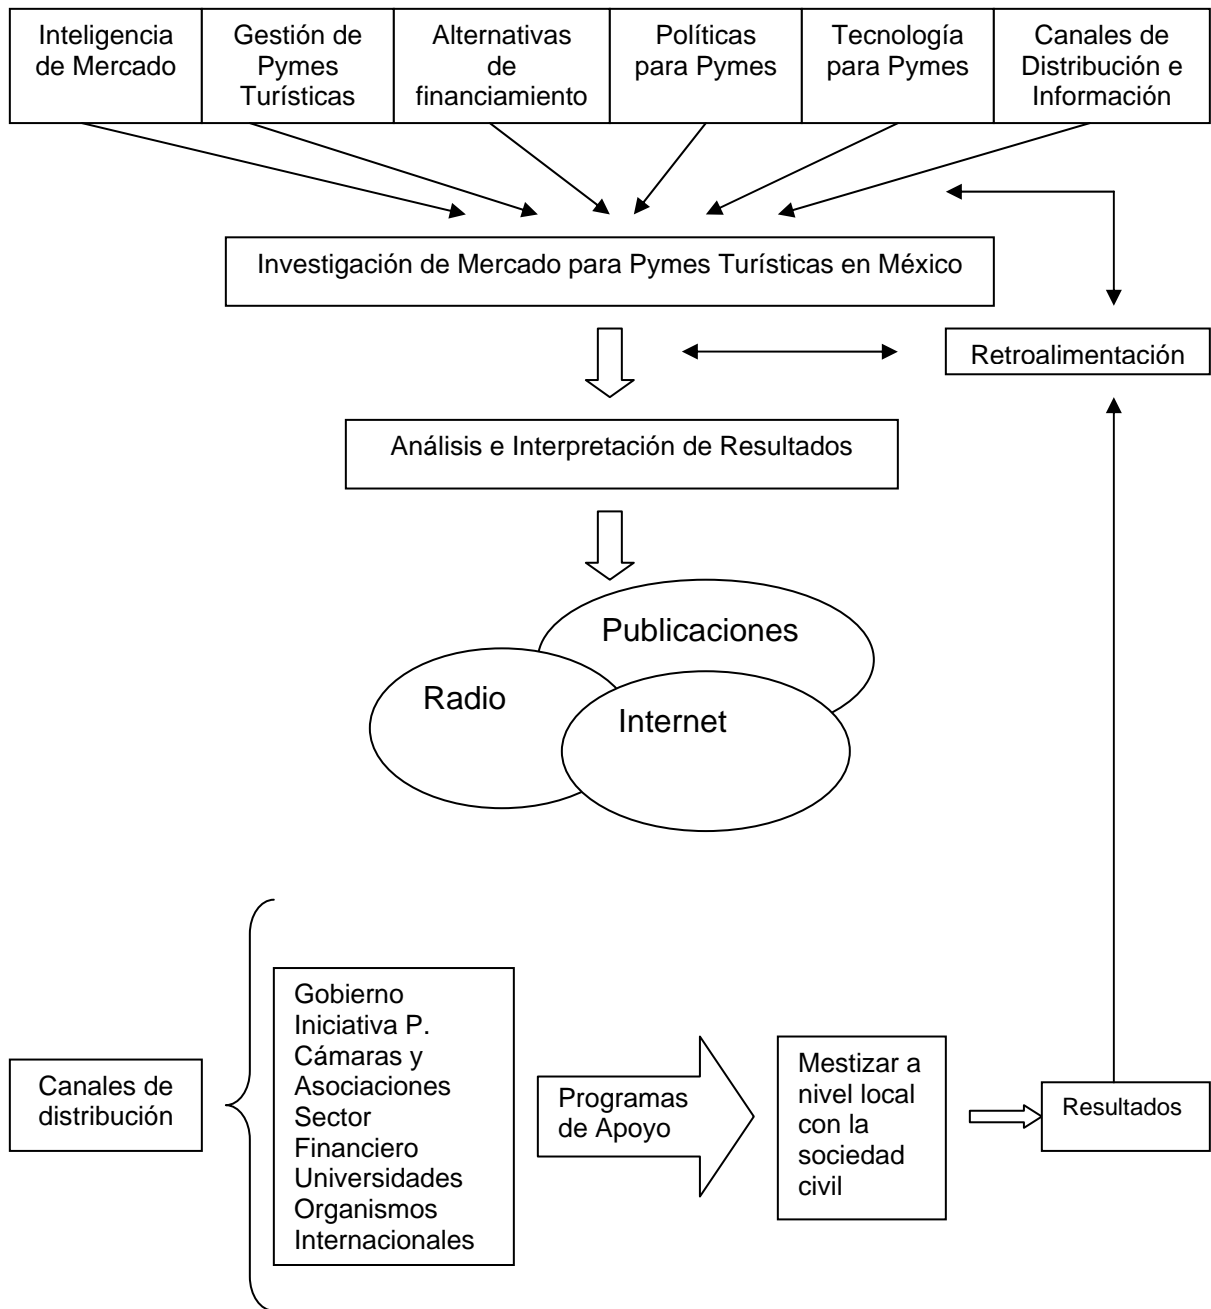 Inteligencia
de Mercado
Gestión de
Pymes
Turísticas
Alternativas
de
financiamiento
Políticas
para Pymes
Tecnología
para Pymes
Canales de
Distribución e
Información
Investigación de Mercado para Pymes Turísticas en México
Retroalimentación
Análisis e Interpretación de Resultados
Publicaciones
Radio
Internet
Canales de
distribución
Gobierno
Iniciativa P.
Cámaras y
Asociaciones
Sector
Financiero
Universidades
Organismos
Internacionales
Programas
de Apoyo
Mestizar a
nivel local
con la
sociedad
civil
Resultados